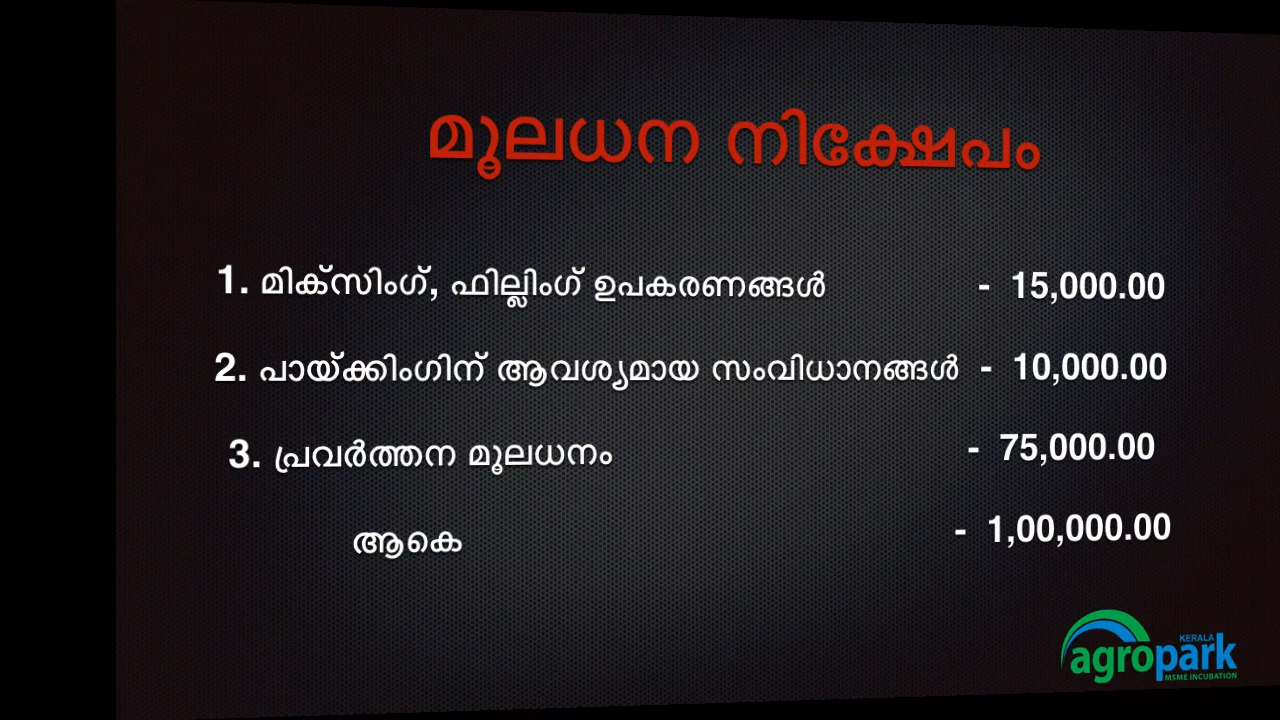 മൂലധന നിക്ഷേപം
1. മിക്സിംഗ്, ഫില്ലിംഗ് ഉപകരണങ്ങൾ - 15,000.00
2. പായ്ക്കിംഗിന് ആവശ്യമായ സംവിധാനങ്ങൾ - 10,000.00
3. പ്രവർത്തന മൂലധനം - 75,000.00
ആകെ - 1,00,000.00
KERALA
agropark
MSME INCUBATION